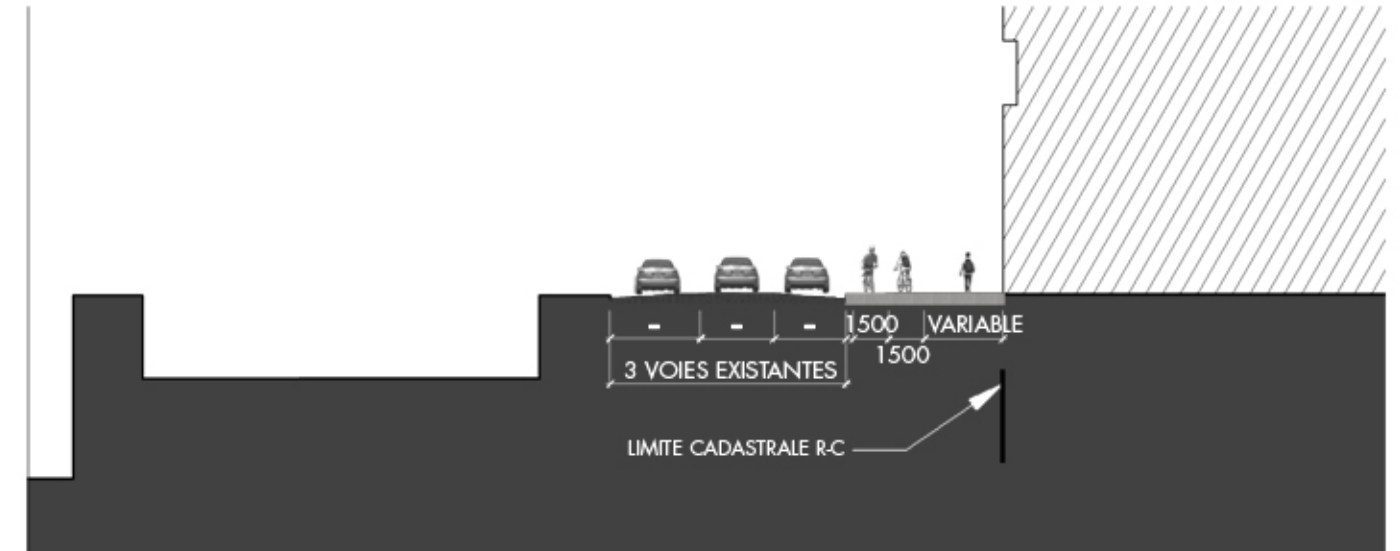 - - - 1500 VARIABLE
1500
3 VOIES EXISTANTES
LIMITE CADASTRALE R-C